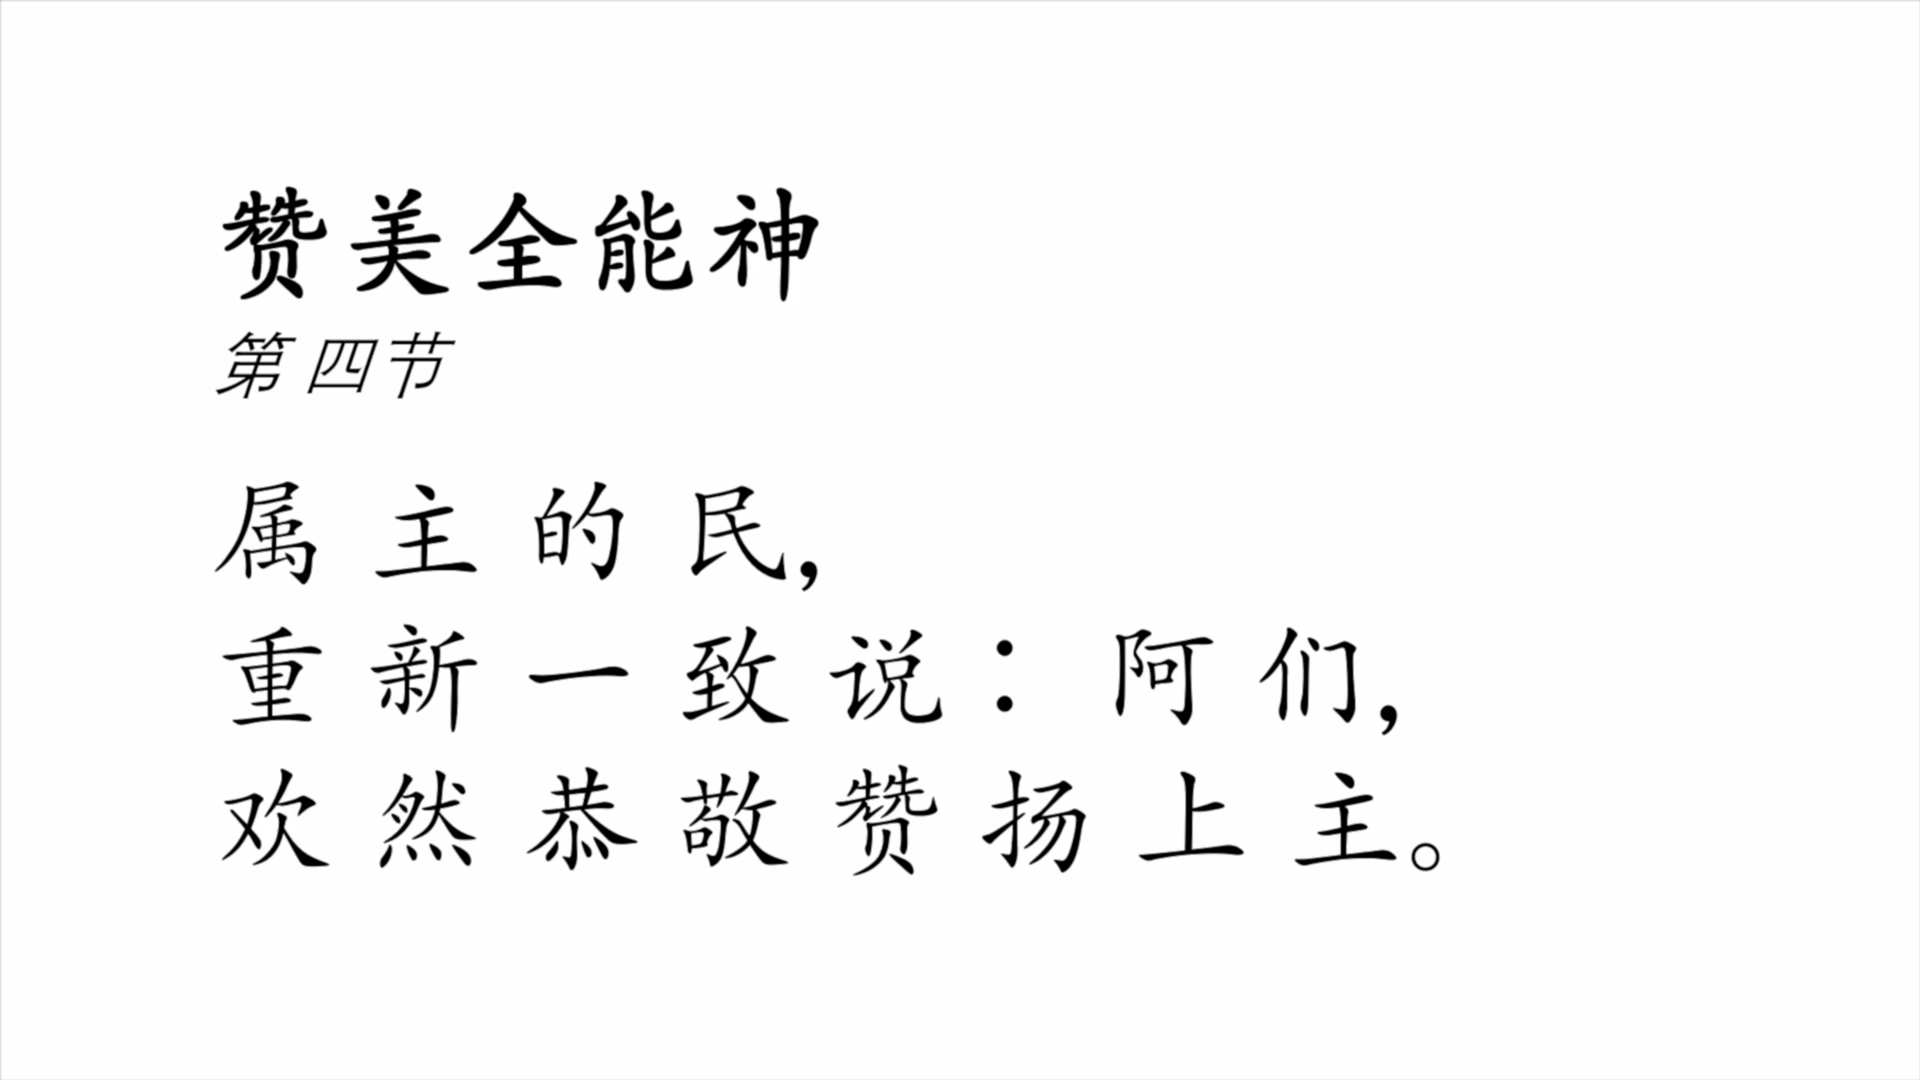 赞美全能神
第四节
属主的民,
重新一致说：阿们,
欢然恭敬赞扬上主。